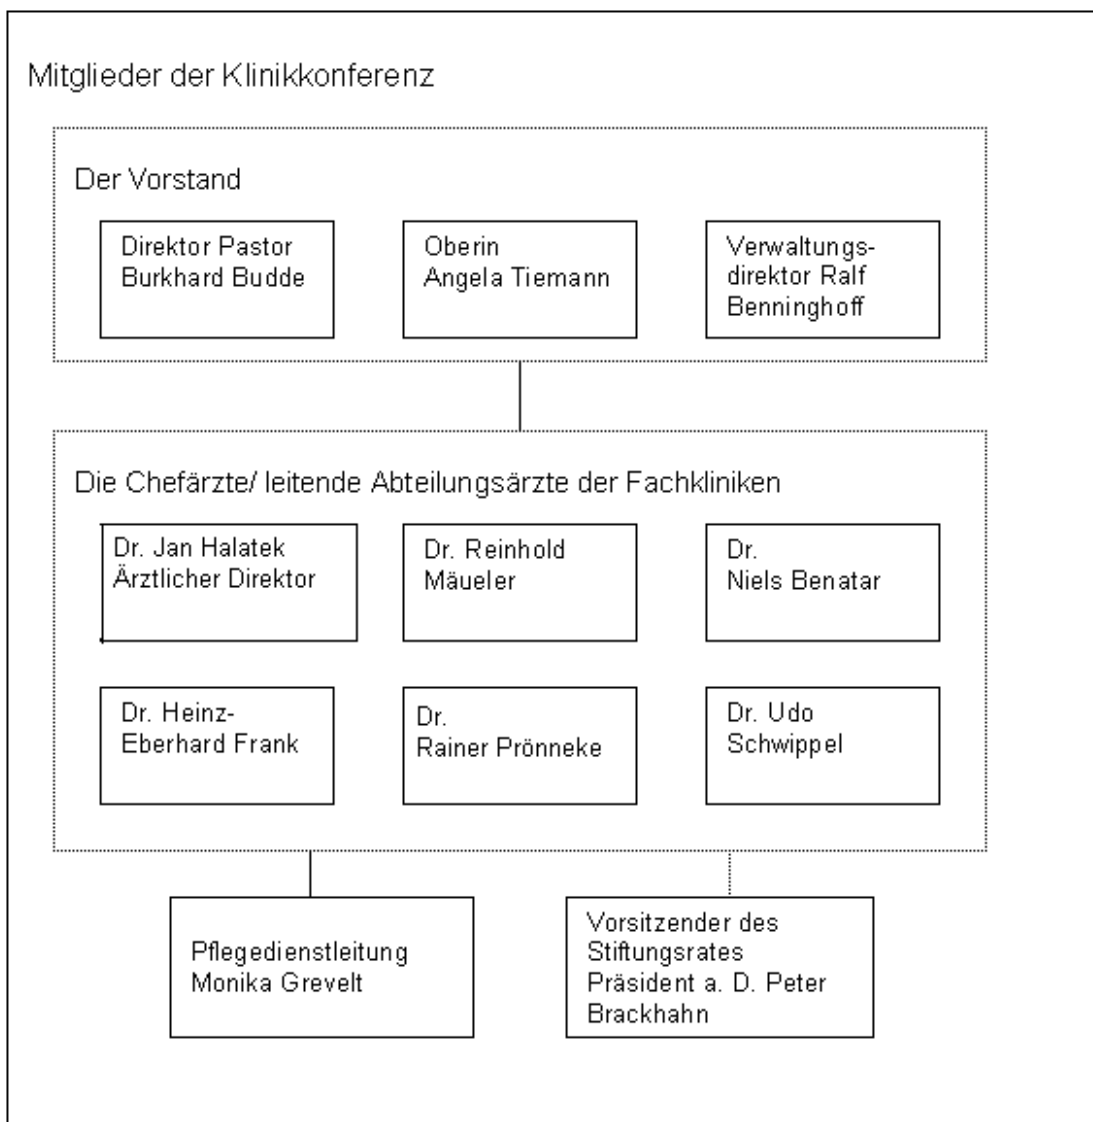 Mitglieder der Klinikkonferenz
Der Vorstand
Direktor Pastor
Burkhard Budde
Oberin
Angela Tiemann
Verwaltungs-
direktor Ralf
Benninghoff
Die Chefärzte/ leitende Abteilungsärzte der Fachkliniken
Dr. Jan Halatek
Ärztlicher Direktor
Dr. Reinhold
Mäueler
Dr.
Niels Benatar
Dr. Heinz-
Eberhard Frank
Dr.
Rainer Prönneke
Dr. Udo
Schwippel
Pflegedienstleitung
Monika Grevelt
Vorsitzender des
Stiftungsrates
Präsident a. D. Peter
Brackhahn